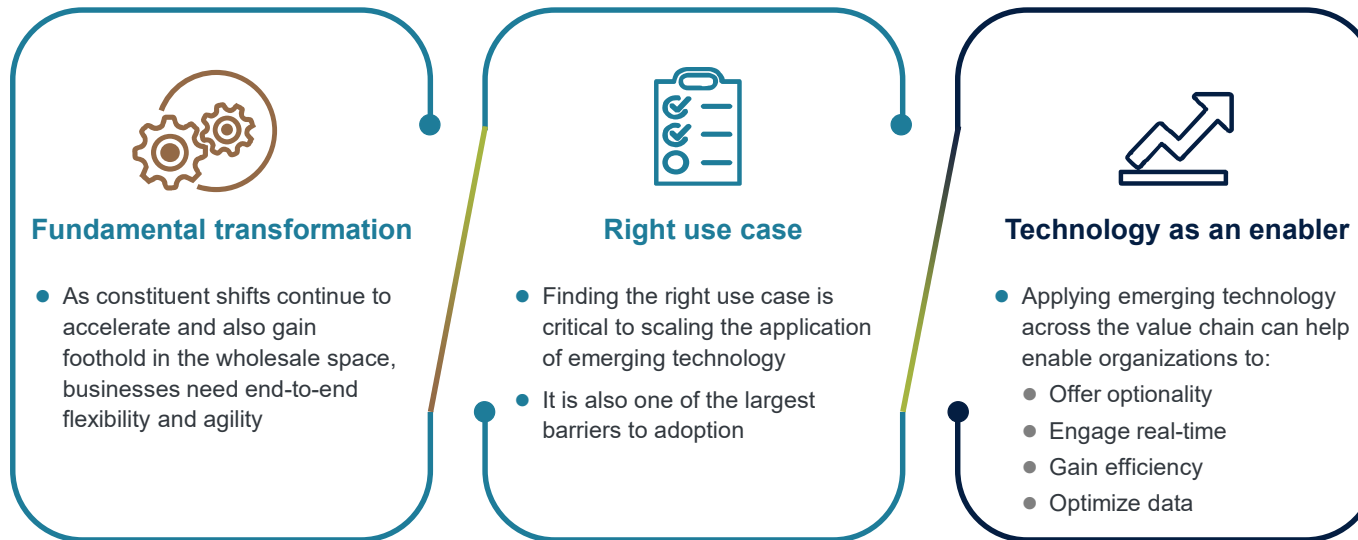 Fundamental transformation
As constituent shifts continue to
accelerate and also gain
foothold in the wholesale space,
businesses need end-to-end
flexibility and agility
Right use case
Finding the right use case is
critical to scaling the application
of emerging technology
It is also one of the largest
barriers to adoption
Technology as an enabler
Applying emerging technology
across the value chain can help
enable organizations to:
Offer optionality
Engage real-time
Gain efficiency
Optimize data